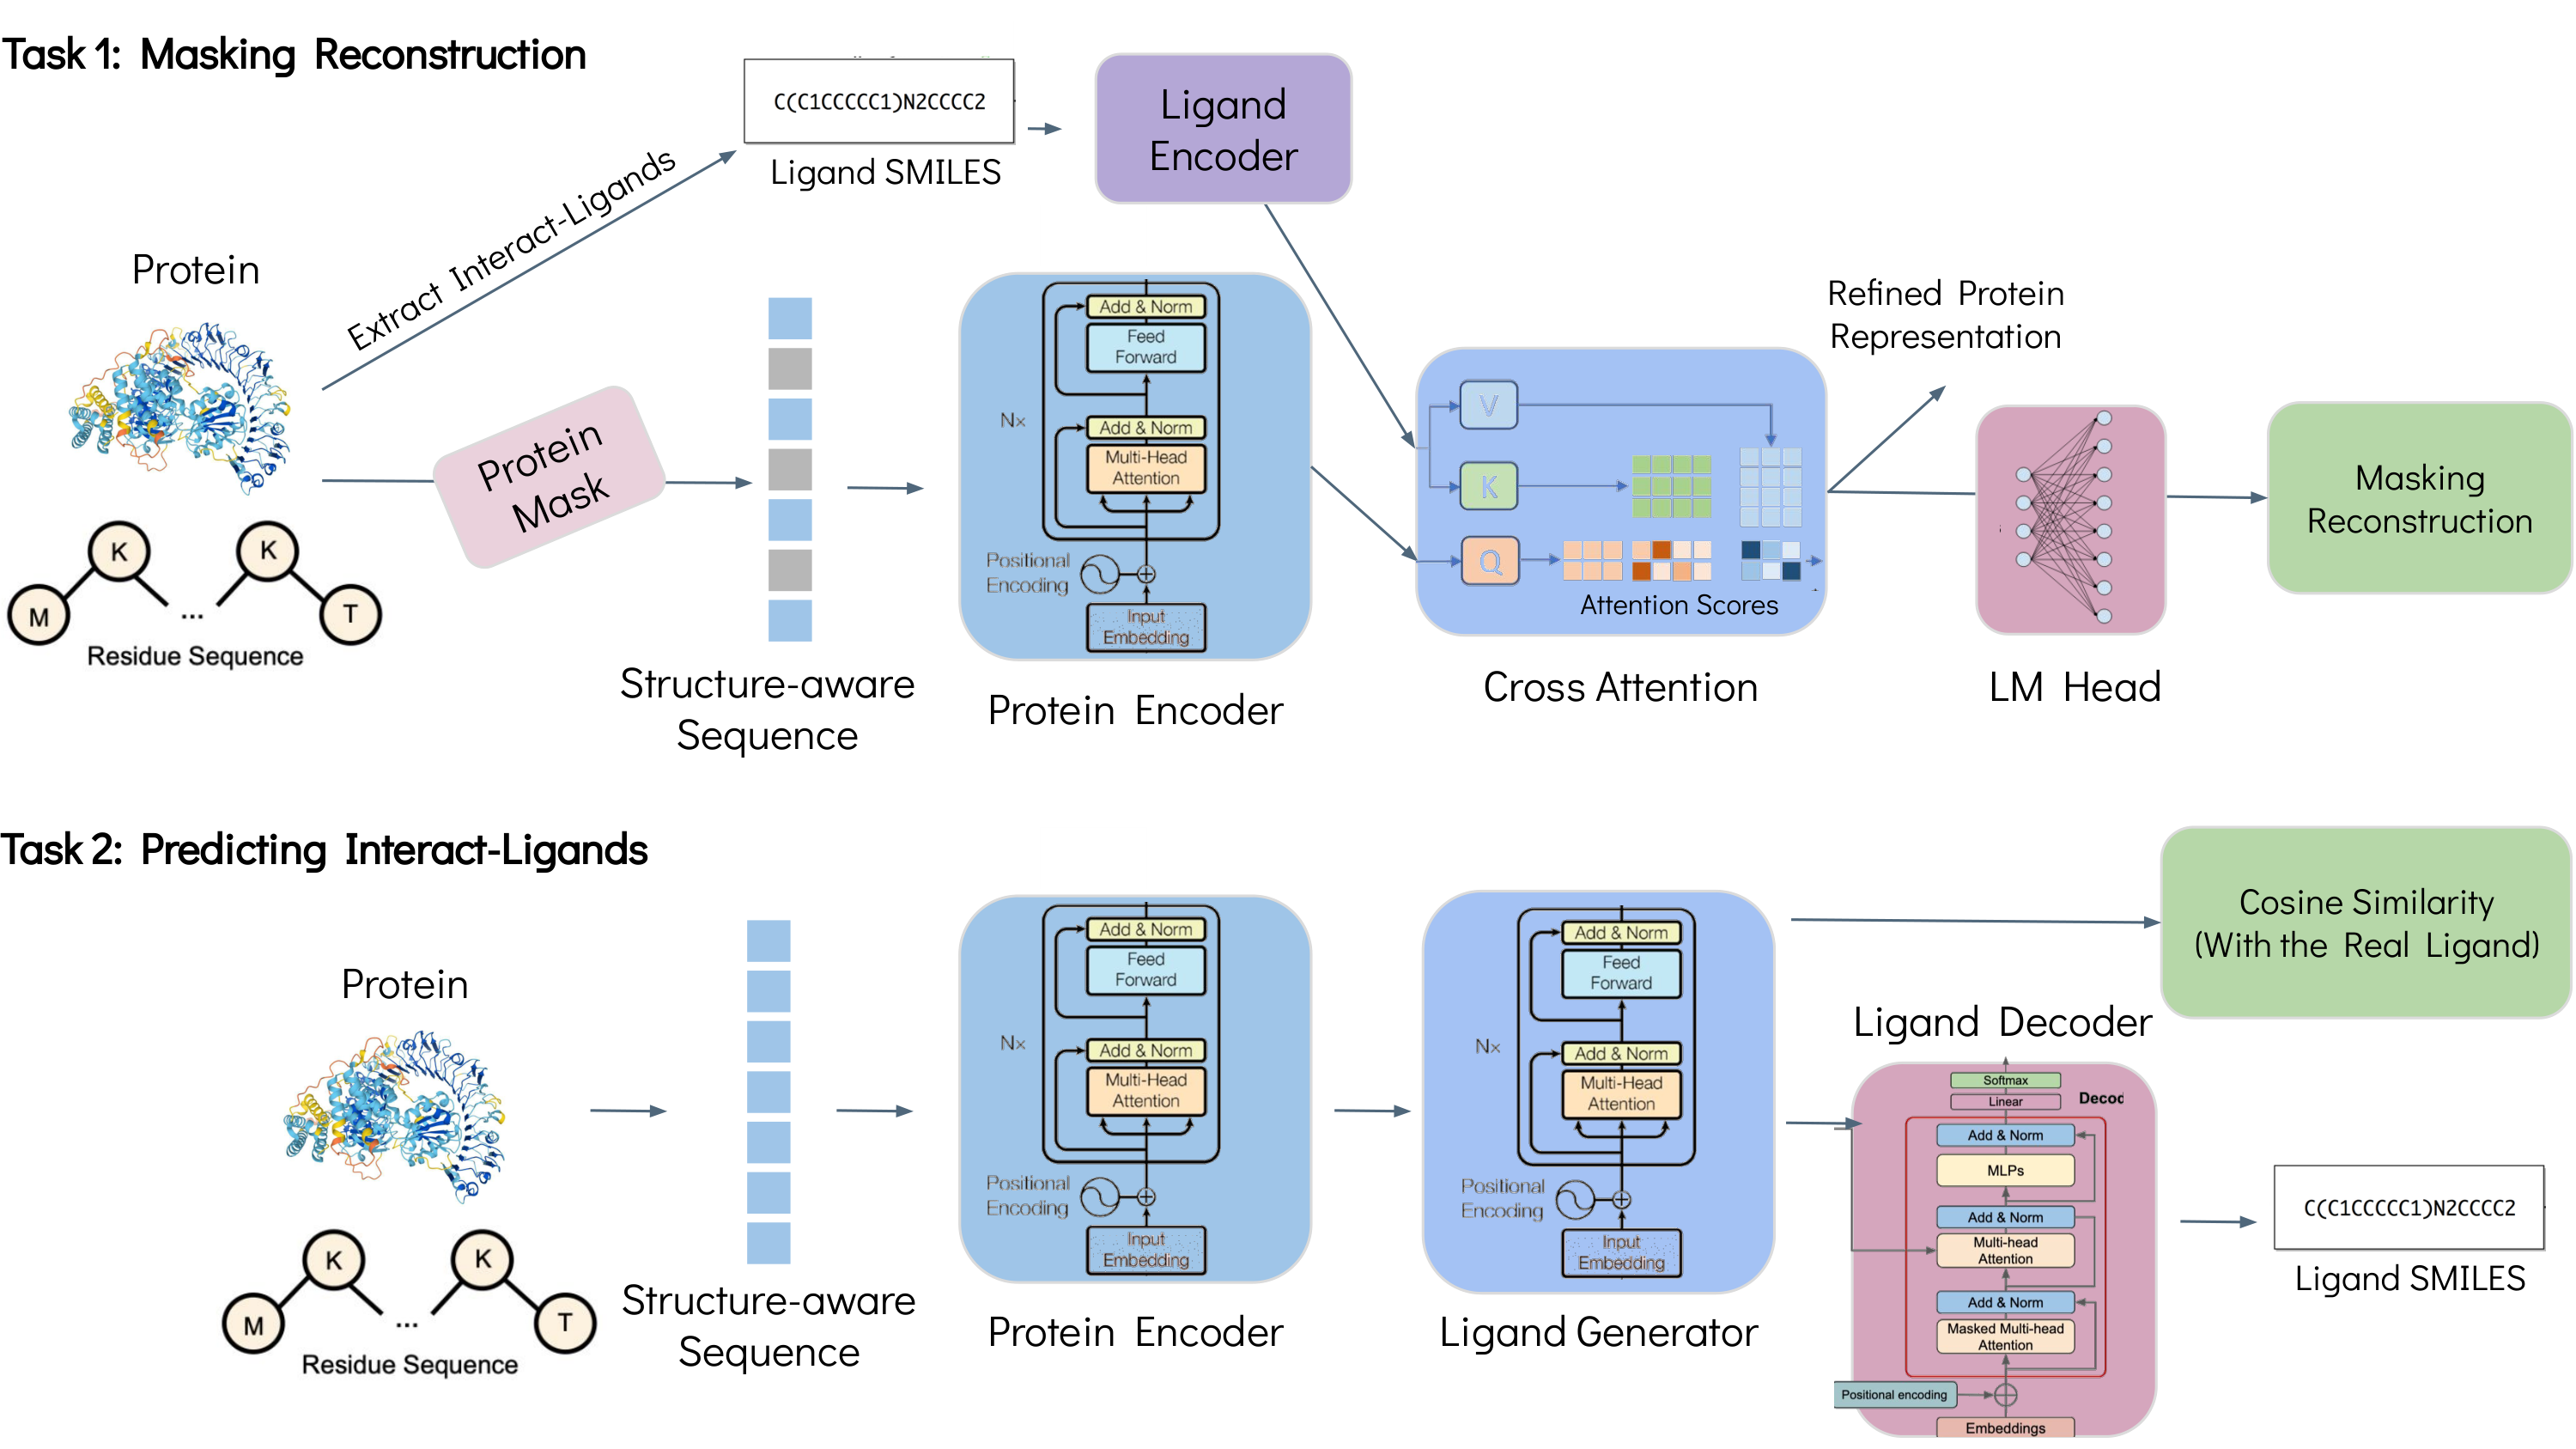 Task 1: Masking Reconstruction
C(C1CCCCC1)N2CCCC2
Ligand SMILES
Ligand
Encoder
Extract Interact-Ligands
Protein
M
K
...
K
T
Residue Sequence
Protein
Mask
Structure-aware
Sequence
Add & Norm
Feed
Forward
Nx
Add & Norm
Multi-Head
Attention
Positional
Encoding
Input
Embedding
Protein Encoder
V
K
Q
Attention Scores
Cross Attention
Refined Protein
Representation
LM Head
Masking
Reconstruction
Task 2: Predicting Interact-Ligands
Protein
M
K
...
K
T
Residue Sequence
Structure-aware
Sequence
Add & Norm
Feed
Forward
Nx
Add & Norm
Multi-Head
Attention
Positional
Encoding
Input
Embedding
Protein Encoder
Add & Norm
Feed
Forward
Nx
Add & Norm
Multi-Head
Attention
Positional
Encoding
Input
Embedding
Ligand Generator
Cosine Similarity
(With the Real Ligand)
Ligand Decoder
Softmax
Linear
Decod
Add & Norm
MLPs
Add & Norm
Multi-head
Attention
Add & Norm
Masked Multi-head
Attention
Positional encoding
Embeddings
C(C1CCCCC1)N2CCCC2
Ligand SMILES